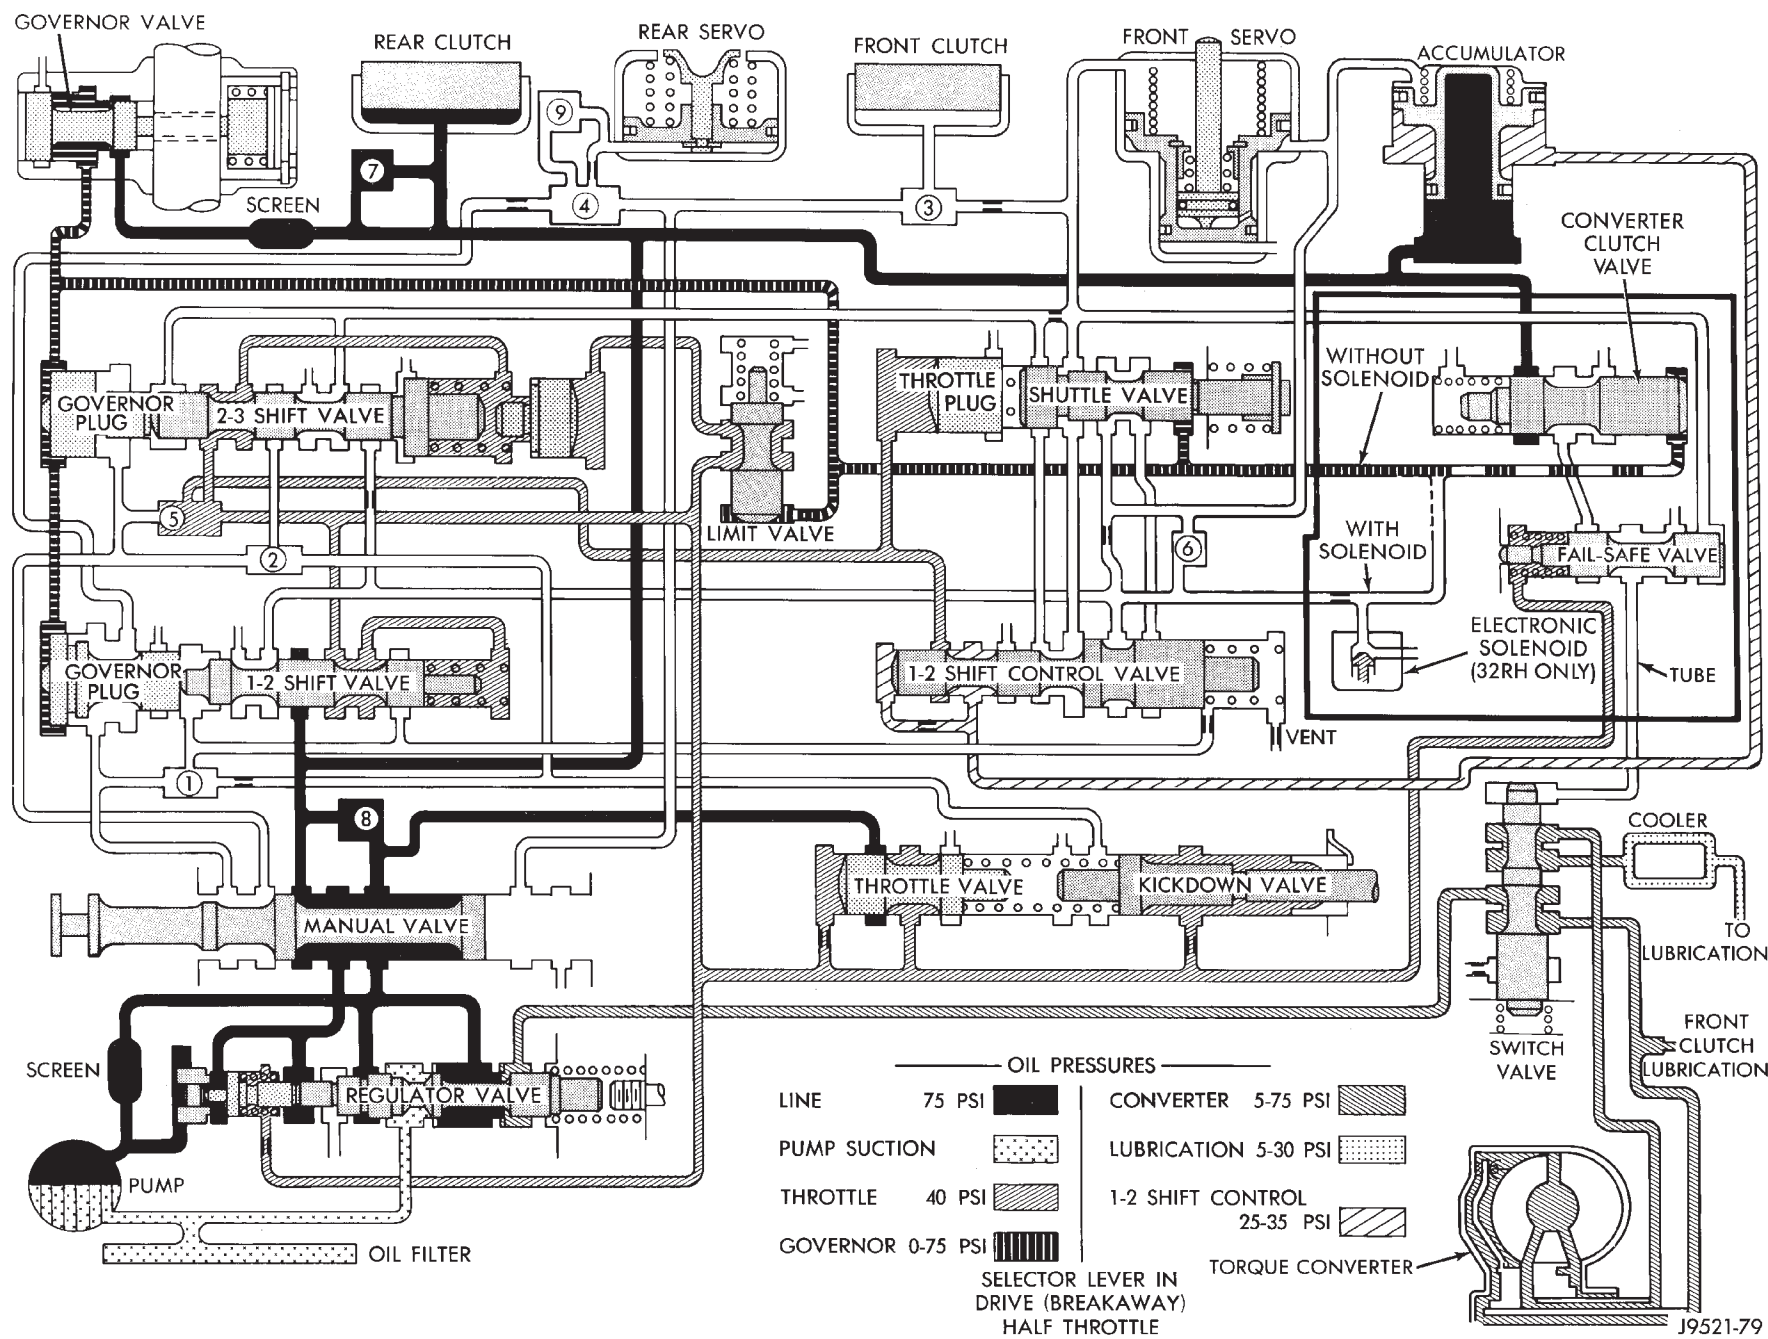 GOVERNOR VALVE
REAR CLUTCH
REAR SERVO
FRONT CLUTCH
FRONT SERVO
ACCUMULATOR
9
7
SCREEN
4
3
CONVERTER
CLUTCH
VALVE
WITHOUT
SOLENOID
GOVERNOR
PLUG
2-3 SHIFT VALVE
THROTTLE
PLUG
SHUTTLE VALVE
5
LIMIT VALVE
2
6
WITH
SOLENOID
FAIL-SAFE VALVE
GOVERNOR
PLUG
1-2 SHIFT VALVE
1-2 SHIFT CONTROL VALVE
ELECTRONIC
SOLENOID
(32RH ONLY)
TUBE
VENT
1
8
COOLER
THROTTLE VALVE
KICKDOWN VALVE
MANUAL VALVE
TO
LUBRICATION
SWITCH
VALVE
FRONT
CLUTCH
LUBRICATION
SCREEN
REGULATOR VALVE
PUMP
OIL FILTER
OIL PRESSURES
LINE 75 PSI
PUMP SUCTION
THROTTLE 40 PSI
GOVERNOR 0-75 PSI
CONVERTER 5-75 PSI
LUBRICATION 5-30 PSI
1-2 SHIFT CONTROL
25-35 PSI
SELECTOR LEVER IN
DRIVE (BREAKAWAY)
HALF THROTTLE
TORQUE CONVERTER
J9521-79